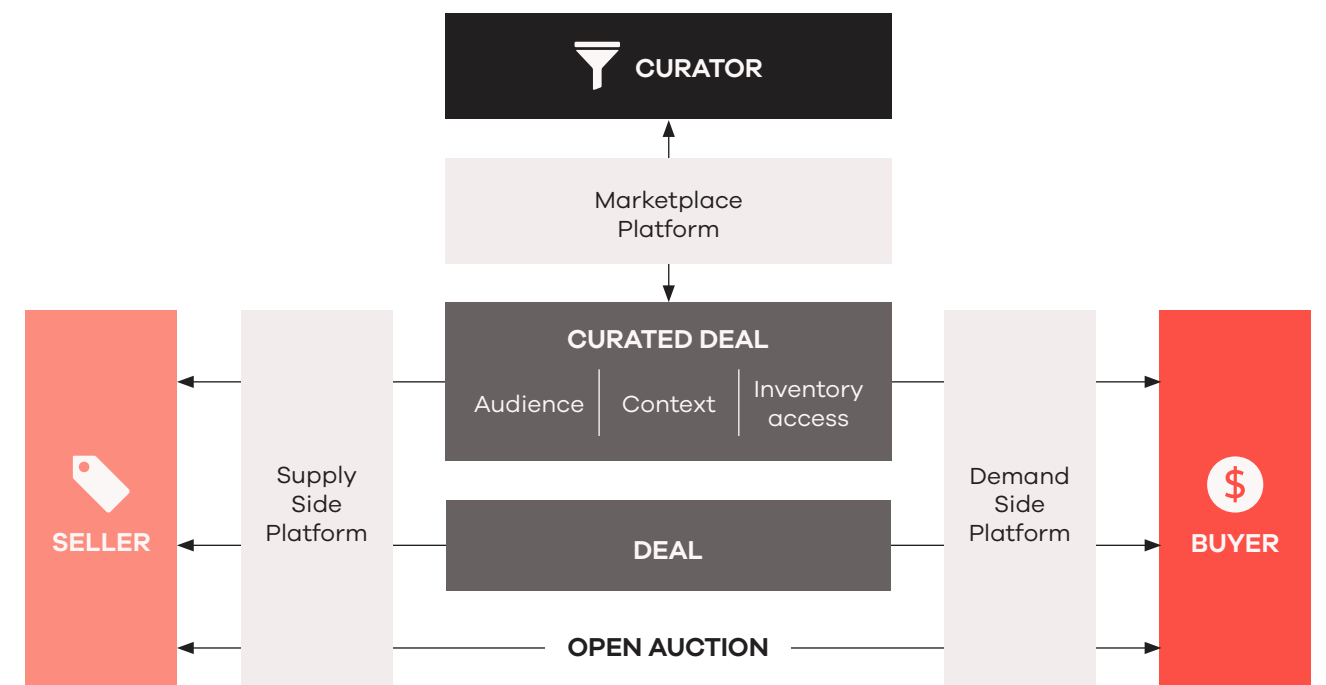 CURATOR
Marketplace
Platform
CURATED DEAL
Audience
Context
Inventory
access
Supply
Side
Platform
Demand
Side
Platform
$
SELLER
DEAL
BUYER
OPEN AUCTION